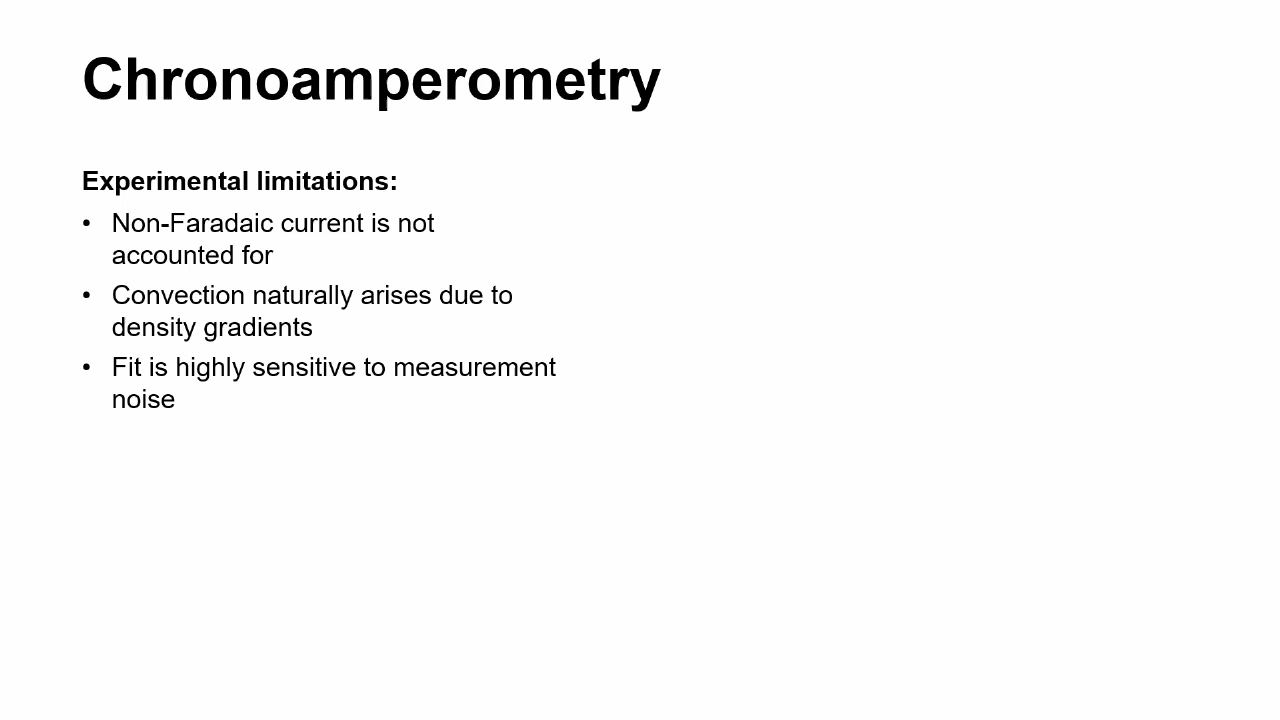 Chronoamperometry
Experimental limitations:
• Non-Faradaic current is not
accounted for
• Convection naturally arises due to
density gradients
• Fit is highly sensitive to measurement
noise